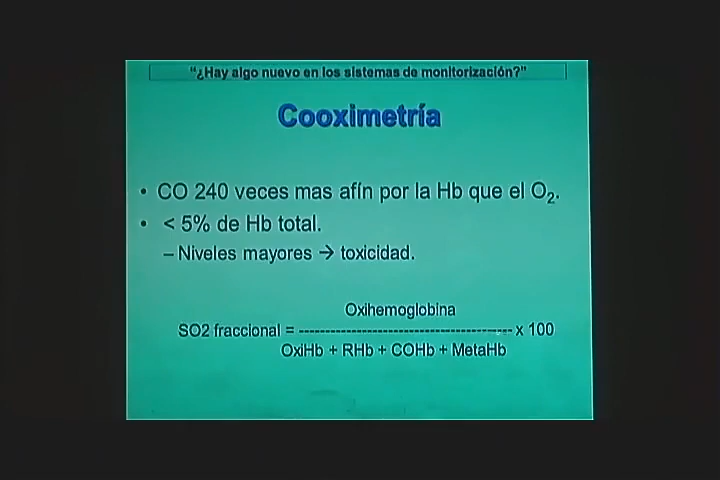 "¿Hay algo nuevo en los sistemas de monitorización?"
Cooximetría
• CO 240 veces mas afín por la Hb que el O₂.
• < 5% de Hb total.
– Niveles mayores → toxicidad.
Oxihemoglobina
SO2 fraccional = ---------------------------------------- x 100
OxiHb + RHb + COHb + MetaHb